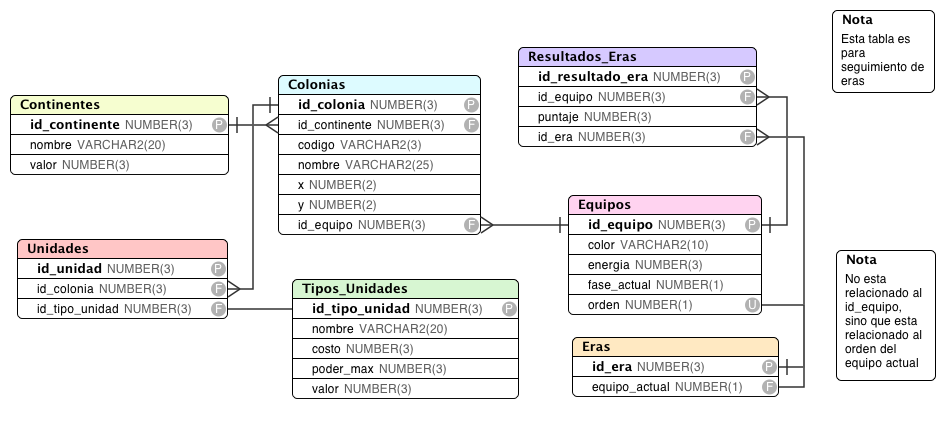 Continentes
id_continente NUMBER(3) P
nombre VARCHAR2(20)
valor NUMBER(3)
Unidades
id_unidad NUMBER(3) P
id_colonia NUMBER(3) F
id_tipo_unidad NUMBER(3) F
Colonias
id_colonia NUMBER(3) P
id_continente NUMBER(3) F
codigo VARCHAR2(3)
nombre VARCHAR2(25)
x NUMBER(2)
y NUMBER(2)
id_equipo NUMBER(3) F
Tipos_Unidades
id_tipo_unidad NUMBER(3) P
nombre VARCHAR2(20)
costo NUMBER(3)
poder_max NUMBER(3)
valor NUMBER(3)
Resultados_Eras
id_resultado_era NUMBER(3) P
id_equipo NUMBER(3) F
puntaje NUMBER(3)
id_era NUMBER(3) F
Equipos
id_equipo NUMBER(3) P
color VARCHAR2(10)
energia NUMBER(3)
fase_actual NUMBER(1)
orden NUMBER(1) U
Eras
id_era NUMBER(3) P
equipo_actual NUMBER(1) F
Nota
Esta tabla es
para
seguimiento de
eras
Nota
No esta
relacionado al
id_equipo,
sino que esta
relacionado al
orden del
equipo actual